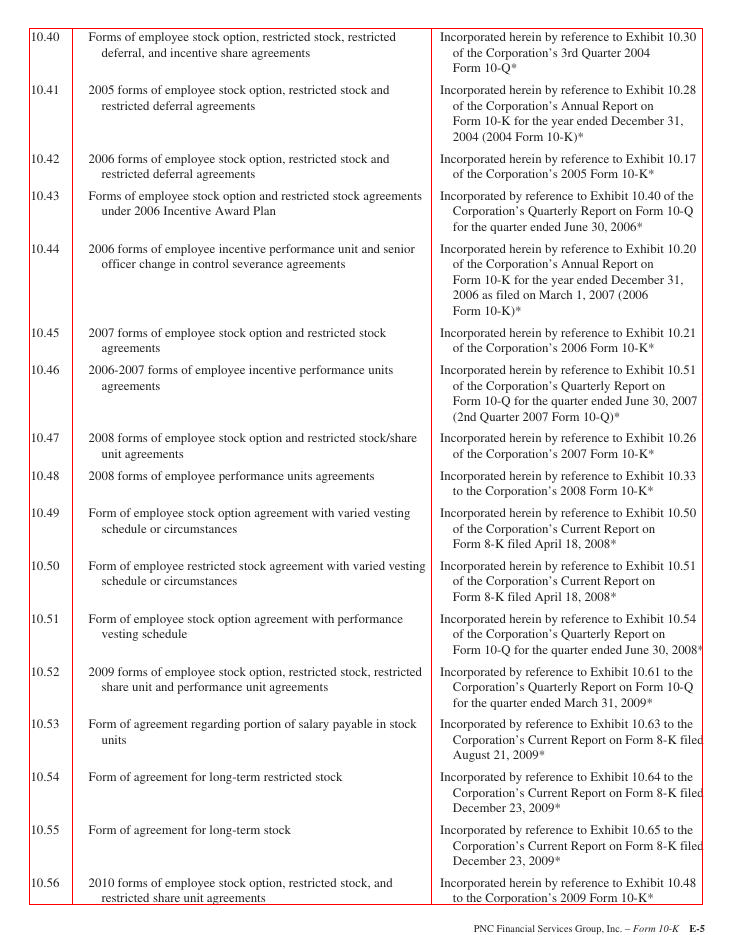 10.40 Forms of employee stock option, restricted stock, restricted Incorporated herein by reference to Exhibit 10.30
deferral, and incentive share agreements of the Corporation’s 3rd Quarter 2004
Form 10-Q*
10.41 2005 forms of employee stock option, restricted stock and Incorporated herein by reference to Exhibit 10.28
restricted deferral agreements of the Corporation’s Annual Report on
Form 10-K for the year ended December 31,
2004 (2004 Form 10-K)*
10.42 2006 forms of employee stock option, restricted stock and Incorporated herein by reference to Exhibit 10.17
restricted deferral agreements of the Corporation’s 2005 Form 10-K*
10.43 Forms of employee stock option and restricted stock agreements Incorporated by reference to Exhibit 10.40 of the
under 2006 Incentive Award Plan Corporation’s Quarterly Report on Form 10-Q
for the quarter ended June 30, 2006*
10.44 2006 forms of employee incentive performance unit and senior Incorporated herein by reference to Exhibit 10.20
officer change in control severance agreements of the Corporation’s Annual Report on
Form 10-K for the year ended December 31,
2006 as filed on March 1, 2007 (2006
Form 10-K)*
10.45 2007 forms of employee stock option and restricted stock Incorporated herein by reference to Exhibit 10.21
agreements of the Corporation’s 2006 Form 10-K*
10.46 2006-2007 forms of employee incentive performance units Incorporated herein by reference to Exhibit 10.51
agreements of the Corporation’s Quarterly Report on
Form 10-Q for the quarter ended June 30, 2007
(2nd Quarter 2007 Form 10-Q)*
10.47 2008 forms of employee stock option and restricted stock/share Incorporated herein by reference to Exhibit 10.26
unit agreements of the Corporation’s 2007 Form 10-K*
10.48 2008 forms of employee performance units agreements Incorporated herein by reference to Exhibit 10.33
to the Corporation’s 2008 Form 10-K*
10.49 Form of employee stock option agreement with varied vesting Incorporated herein by reference to Exhibit 10.50
schedule or circumstances of the Corporation’s Current Report on
Form 8-K filed April 18, 2008*
10.50 Form of employee restricted stock agreement with varied vesting Incorporated herein by reference to Exhibit 10.51
schedule or circumstances of the Corporation’s Current Report on
Form 8-K filed April 18, 2008*
10.51 Form of employee stock option agreement with performance Incorporated herein by reference to Exhibit 10.54
vesting schedule of the Corporation’s Quarterly Report on
Form 10-Q for the quarter ended June 30, 2008*
10.52 2009 forms of employee stock option, restricted stock, restricted Incorporated by reference to Exhibit 10.61 to the
share unit and performance unit agreements Corporation’s Quarterly Report on Form 10-Q
for the quarter ended March 31, 2009*
10.53 Form of agreement regarding portion of salary payable in stock Incorporated by reference to Exhibit 10.63 to the
units Corporation’s Current Report on Form 8-K filed
August 21, 2009*
10.54 Form of agreement for long-term restricted stock Incorporated by reference to Exhibit 10.64 to the
Corporation’s Current Report on Form 8-K filed
December 23, 2009*
10.55 Form of agreement for long-term stock Incorporated by reference to Exhibit 10.65 to the
Corporation’s Current Report on Form 8-K filed
December 23, 2009*
10.56 2010 forms of employee stock option, restricted stock, and Incorporated herein by reference to Exhibit 10.48
restricted share unit agreements to the Corporation’s 2009 Form 10-K*
PNC Financial Services Group, Inc. – Form 10-K E-5